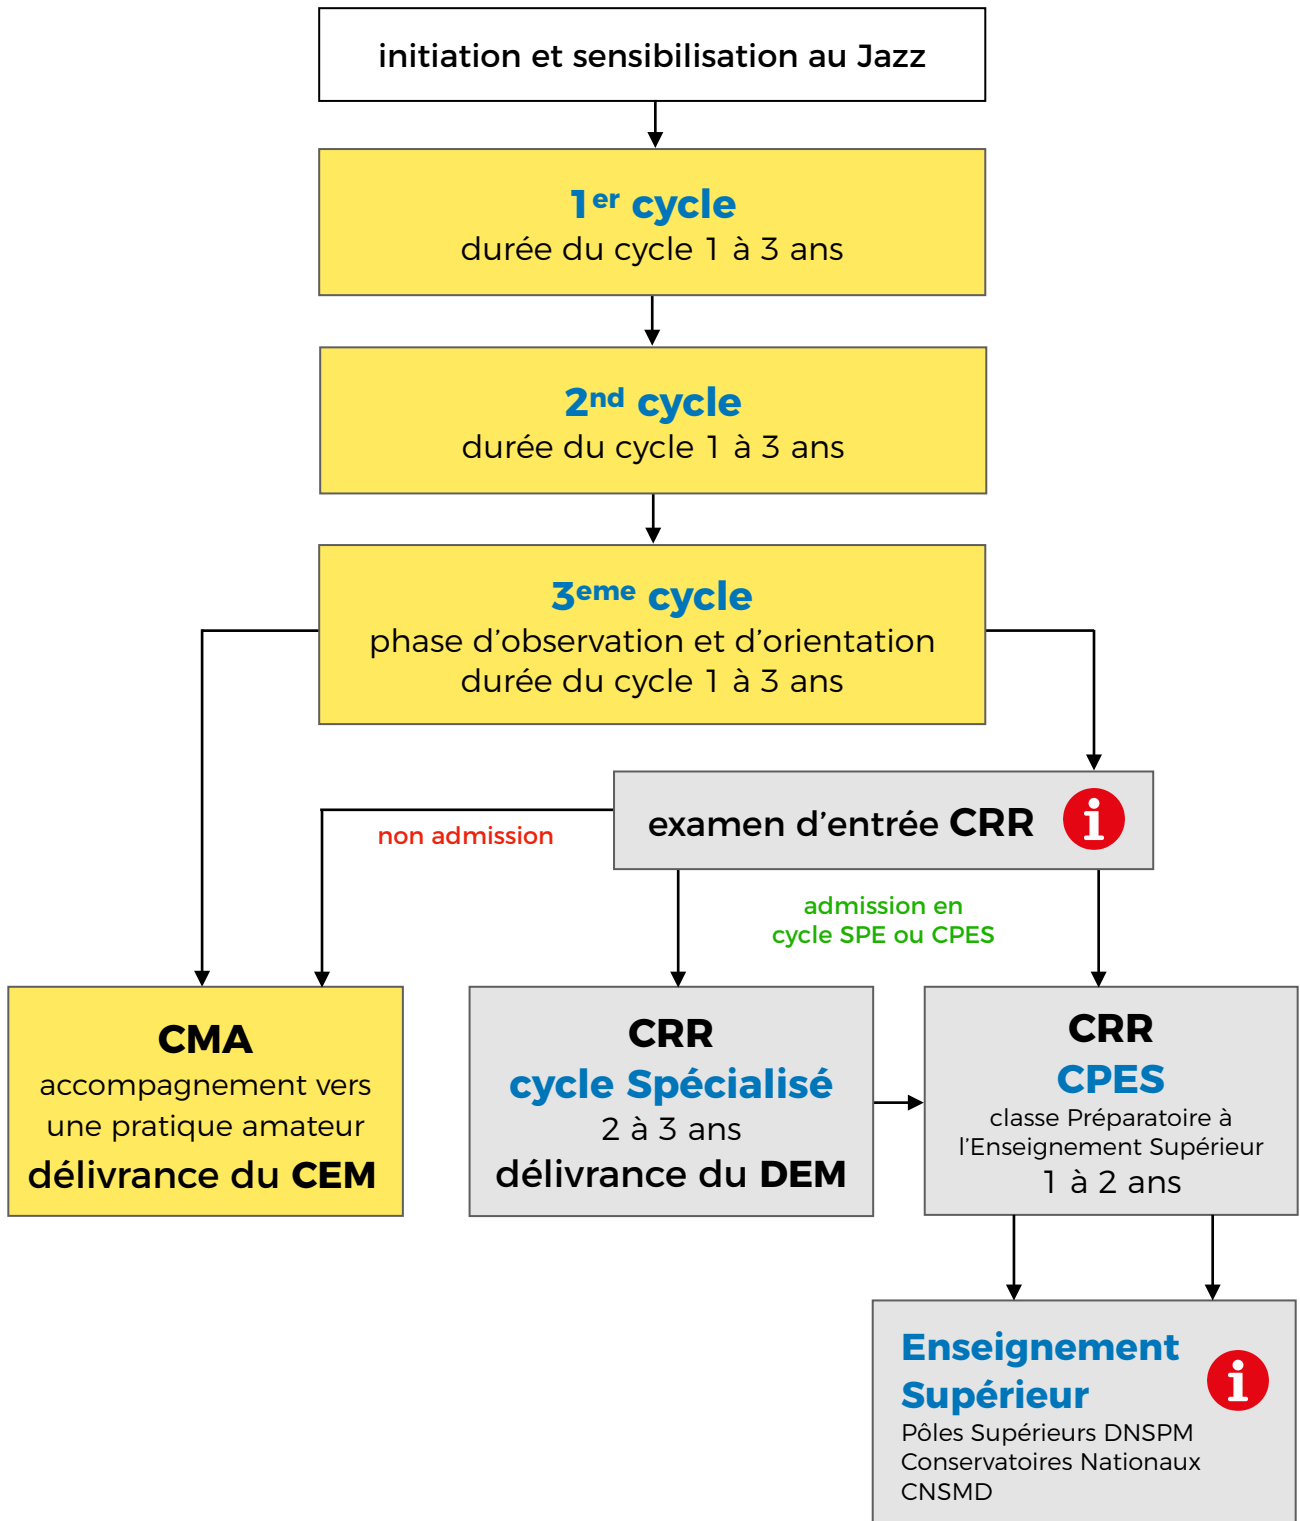 initiation et sensibilisation au Jazz
1er cycle
durée du cycle 1 à 3 ans
2nd cycle
durée du cycle 1 à 3 ans
3eme cycle
phase d'observation et d'orientation
durée du cycle 1 à 3 ans
examen d'entrée CRR i
non admission
admission en
cycle SPE ou CPES
CMA
accompagnement vers
une pratique amateur
délivrance du CEM
CRR
cycle Spécialisé
2 à 3 ans
délivrance du DEM
CRR
CPES
classe Préparatoire à
l'Enseignement Supérieur
1 à 2 ans
Enseignement
Supérieur i
Pôles Supérieurs DNSPM
Conservatoires Nationaux
CNSMD